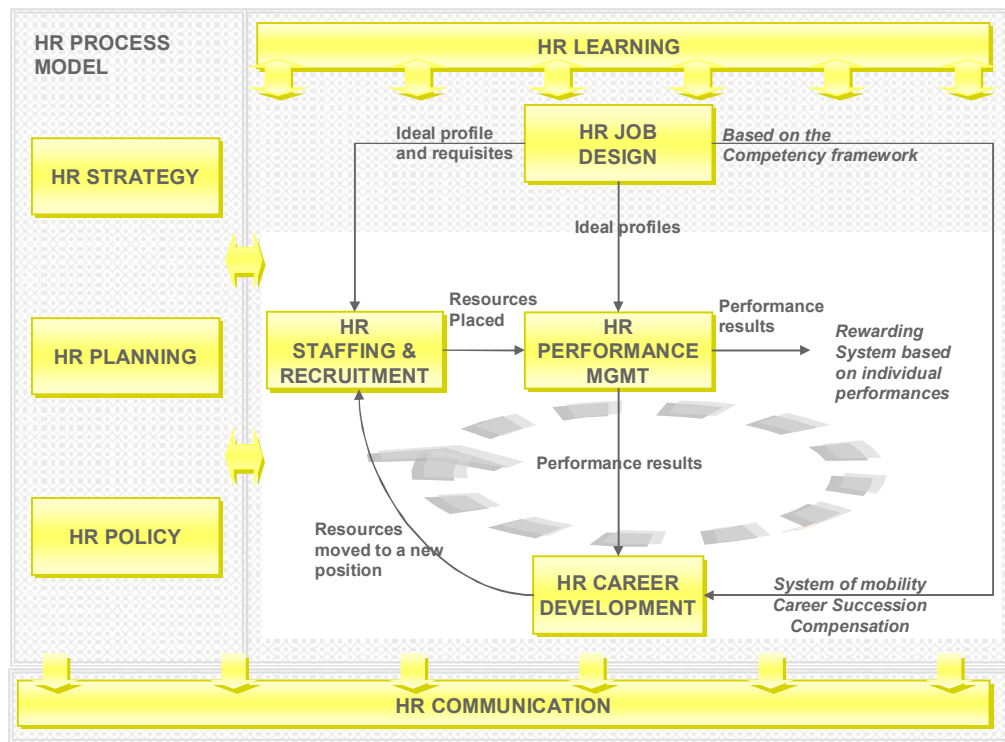 HR PROCESS
MODEL
HR LEARNING
HR STRATEGY
HR PLANNING
HR POLICY
Ideal profile
and requisites
HR JOB
DESIGN
Based on the
Competency framework
Ideal profiles
HR
STAFFING &
RECRUITMENT
Resources
Placed
HR
PERFORMANCE
MGMT
Performance
results
Rewarding
System based
on individual
performances
Performance results
Resources
moved to a new
position
HR CAREER
DEVELOPMENT
System of mobility
Career Succession
Compensation
HR COMMUNICATION